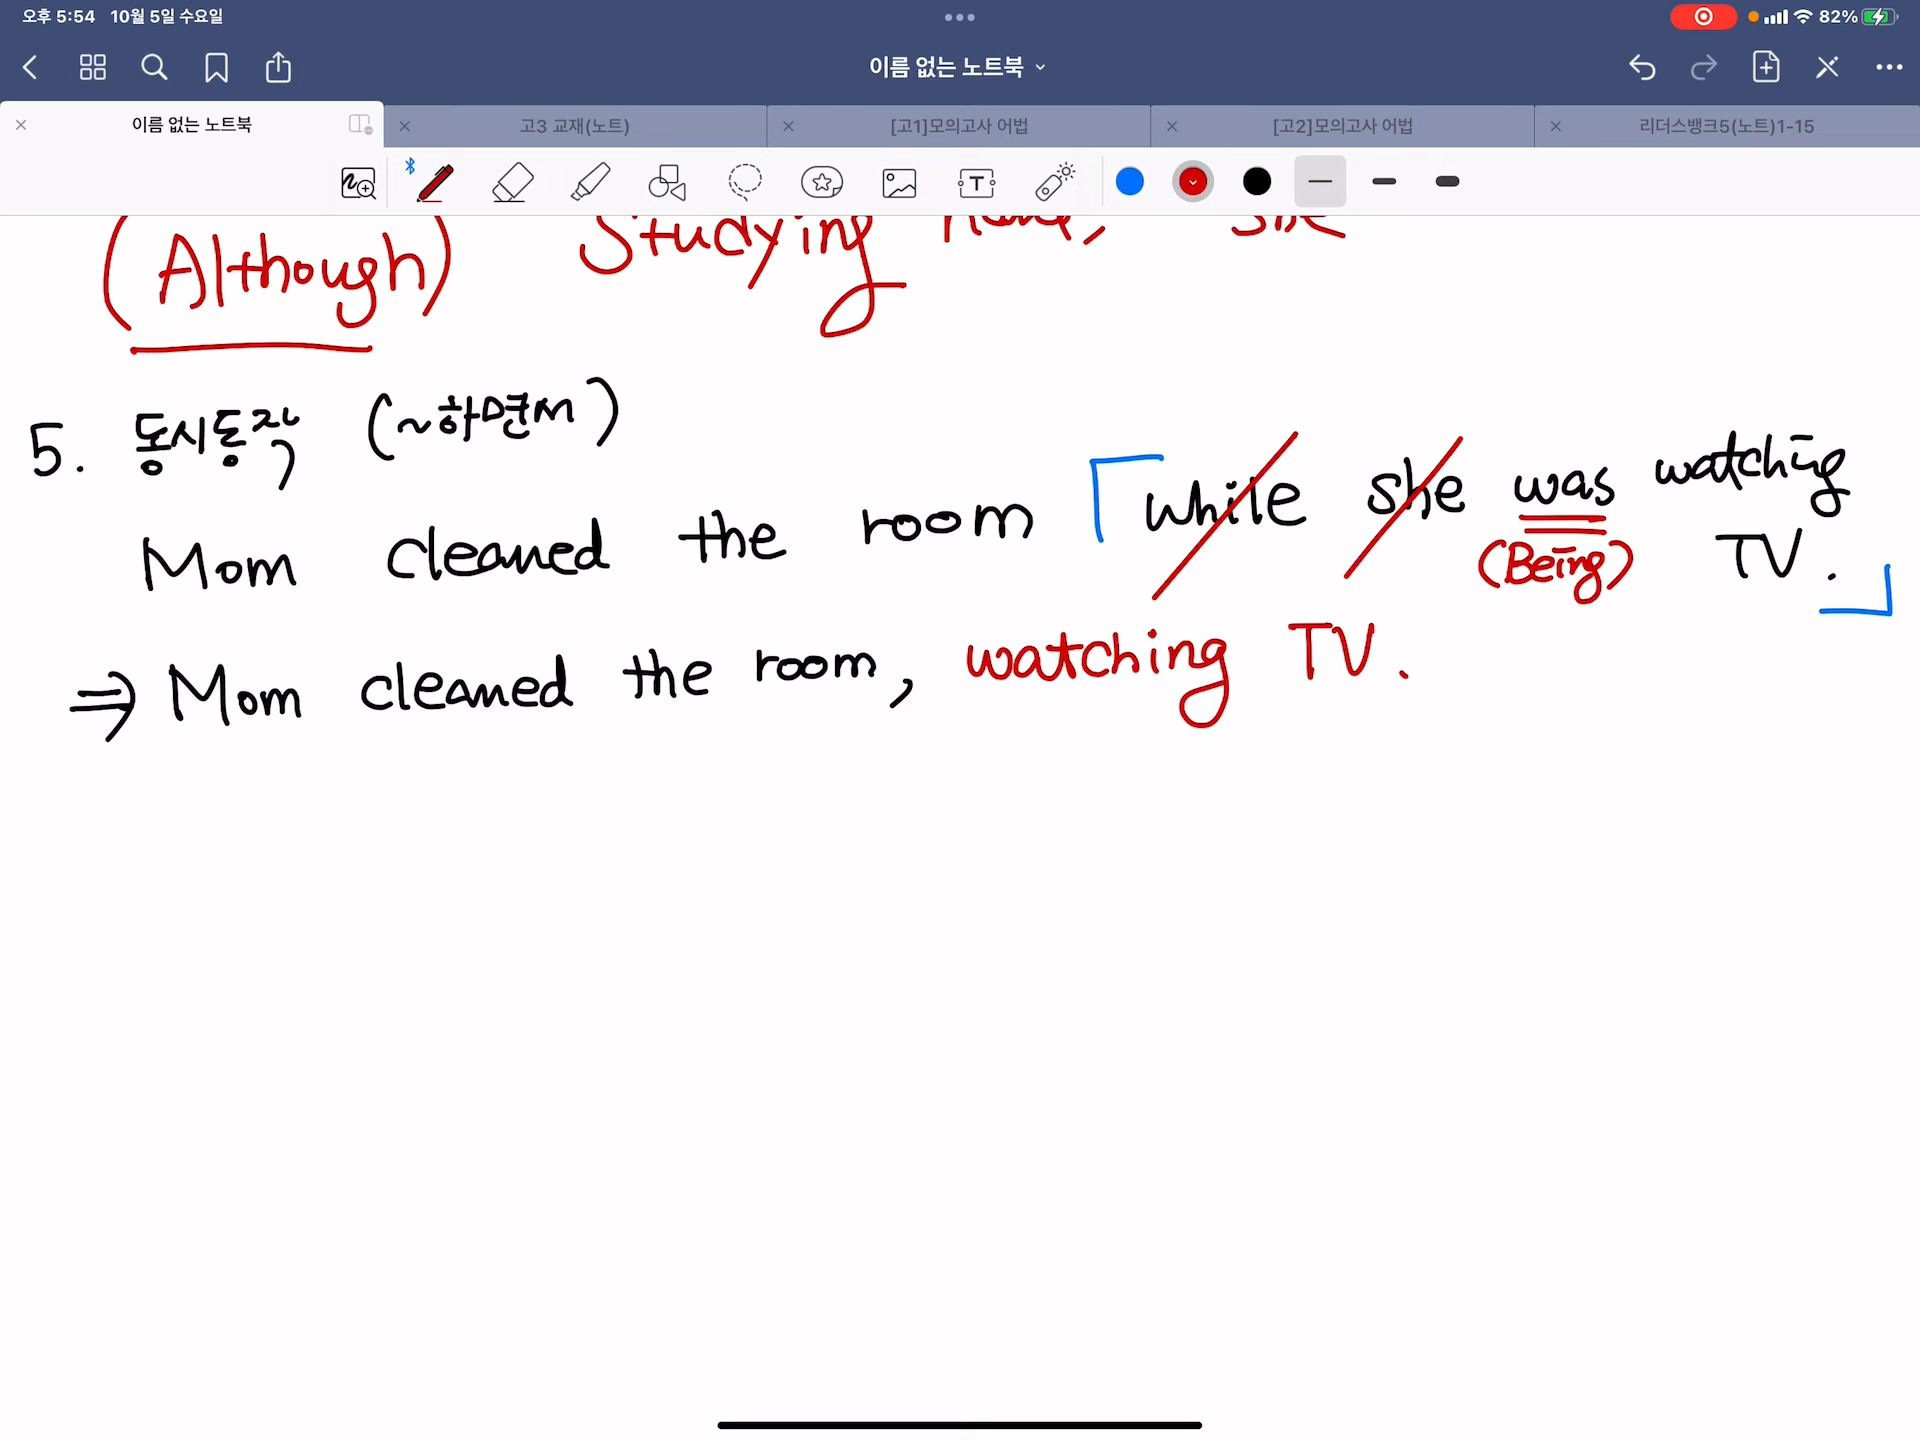 오후 5:54 10월 5일 수요일 82%
이름 없는 노트북
이름 없는 노트북 고3 교재(노트) [고1]모의고사 어법 [고2]모의고사 어법 리더스뱅크5(노트)1-15
(Although) Studying hard, she
5. 동시동작 (~하면서)
Mom cleaned the room 「while she was watching
(Being) TV.」
⇒ Mom cleaned the room, watching TV.